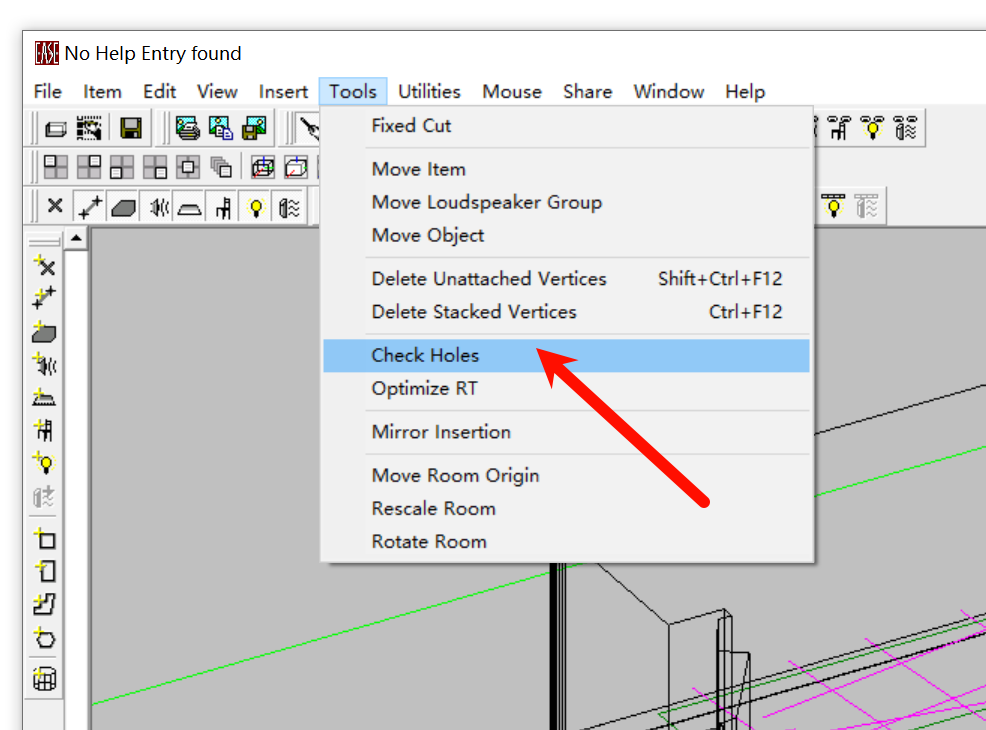 EASE No Help Entry found
File Item Edit View Insert Tools Utilities Mouse Share Window Help
Fixed Cut
Move Item
Move Loudspeaker Group
Move Object
Delete Unattached Vertices Shift+Ctrl+F12
Delete Stacked Vertices Ctrl+F12
Check Holes
Optimize RT
Mirror Insertion
Move Room Origin
Rescale Room
Rotate Room